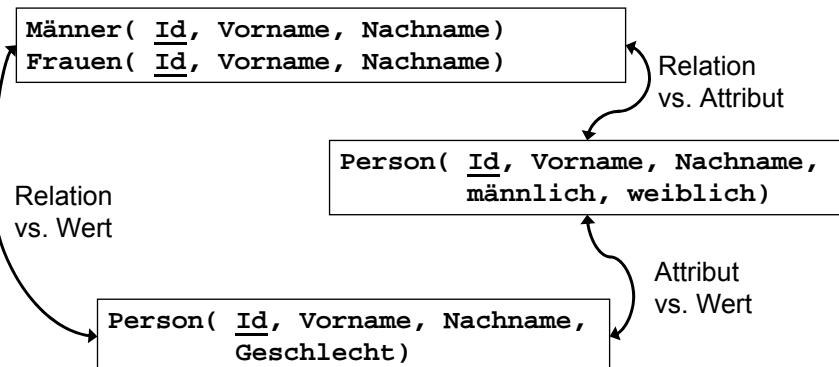 Männer( Id, Vorname, Nachname)
Frauen( Id, Vorname, Nachname)
Relation
vs. Attribut
Person( Id, Vorname, Nachname,
männlich, weiblich)
Relation
vs. Wert
Attribut
vs. Wert
Person( Id, Vorname, Nachname,
Geschlecht)